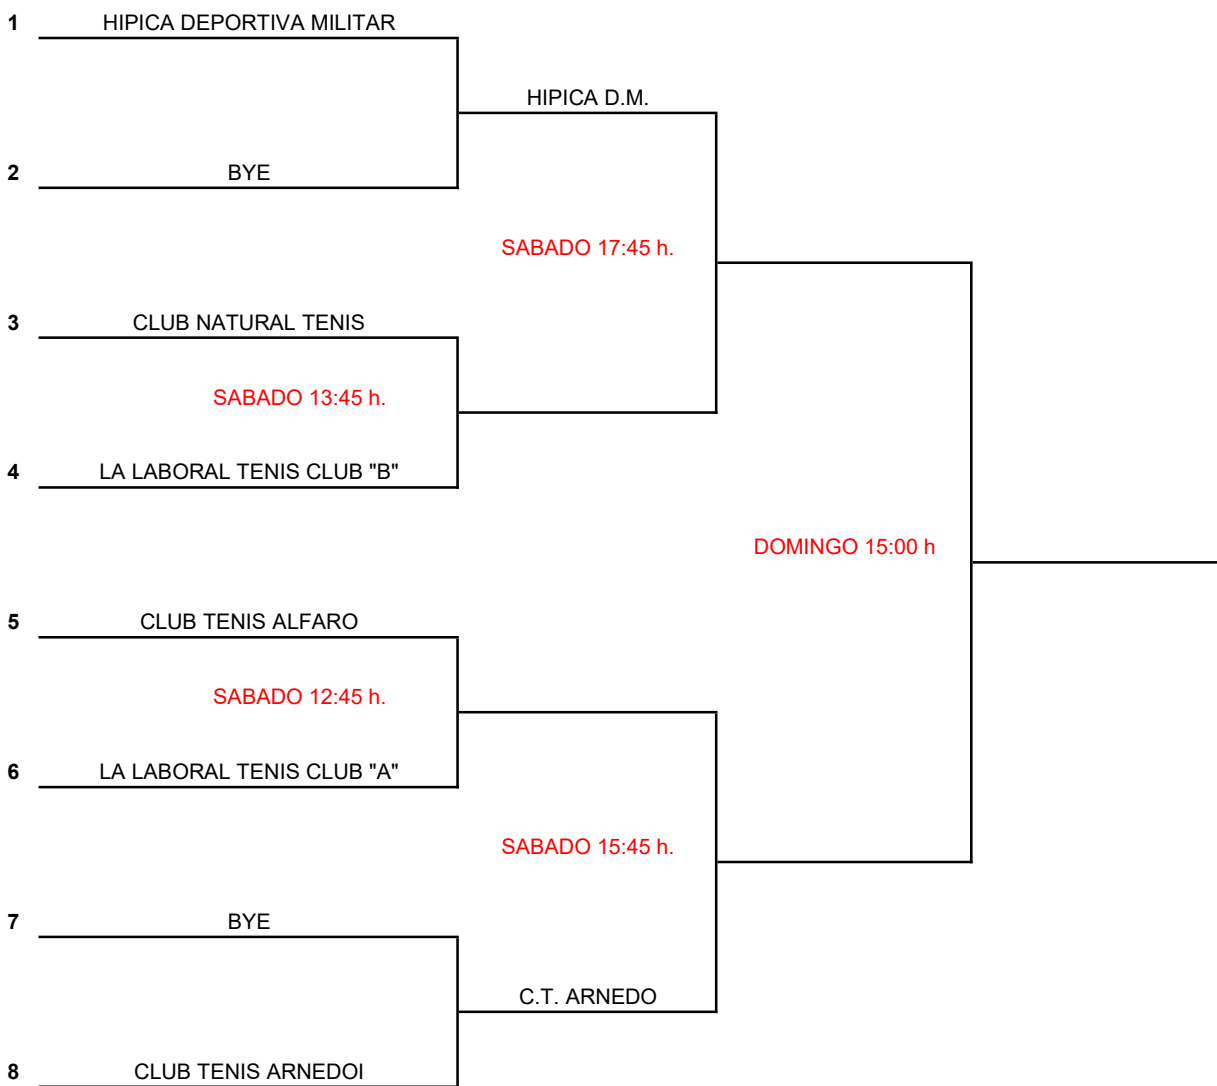 1 HIPICA DEPORTIVA MILITAR
HIPICA D.M.
2 BYE
SABADO 17:45 h.
3 CLUB NATURAL TENIS
SABADO 13:45 h.
4 LA LABORAL TENIS CLUB "B"
DOMINGO 15:00 h
5 CLUB TENIS ALFARO
SABADO 12:45 h.
6 LA LABORAL TENIS CLUB "A"
SABADO 15:45 h.
7 BYE
C.T. ARNEDO
8 CLUB TENIS ARNEDOI